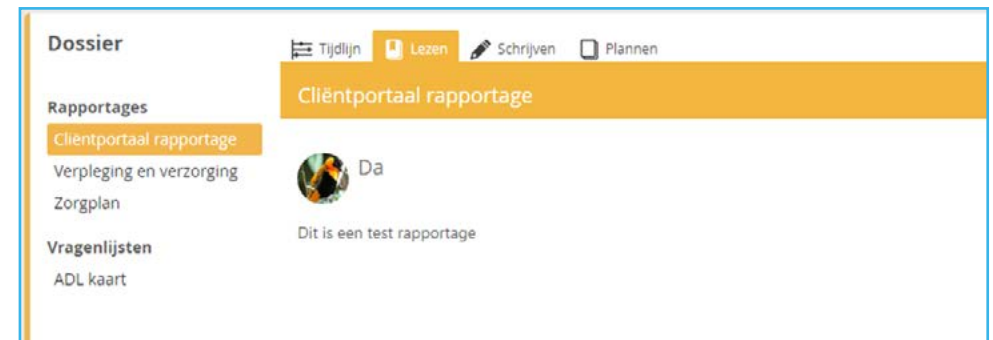 Dossier
Rapportages
Cliëntportaal rapportage
Verpleging en verzorging
Zorgplan
Vragenlijsten
ADL kaart
Tijdlijn Lezen Schrijven Plannen
Cliëntportaal rapportage
Da
Dit is een test rapportage